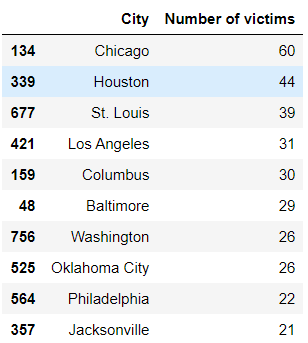 City Number of victims
134 Chicago 60
339 Houston 44
677 St. Louis 39
421 Los Angeles 31
159 Columbus 30
48 Baltimore 29
756 Washington 26
525 Oklahoma City 26
564 Philadelphia 22
357 Jacksonville 21